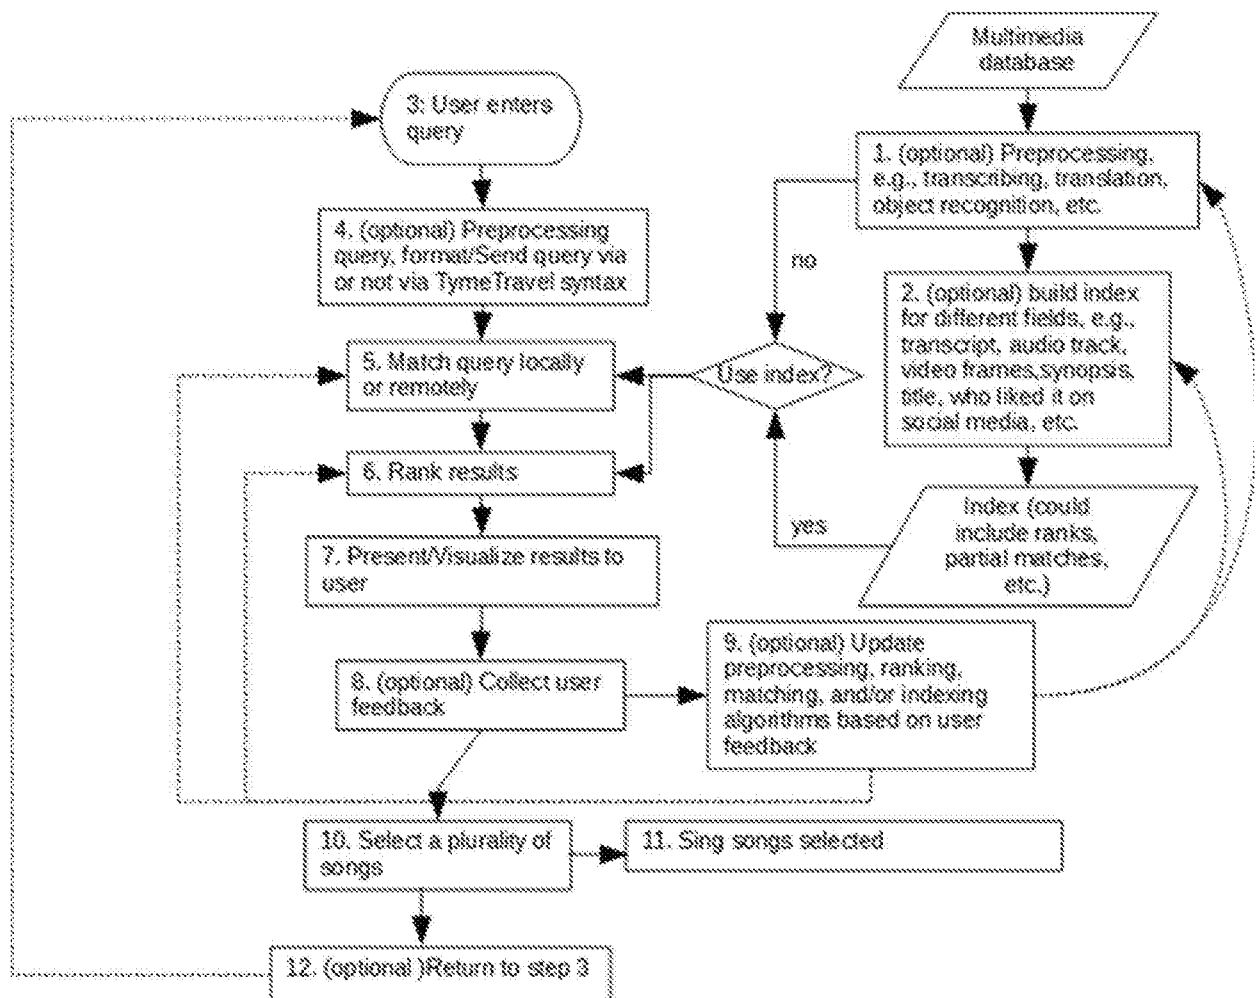 Multimedia
database
3: User enters
query
1. (optional) Preprocessing,
e.g., transcribing, translation,
object recognition, etc.
4. (optional) Preprocessing
query, format/Send query via
or not via TymeTravel syntax
no
2. (optional) build index
for different fields, e.g.,
transcript, audio track,
video frames,synopsis,
title, who liked it on
social media, etc.
5. Match query locally
or remotely
Use index?
6. Rank results
yes
Index (could
include ranks,
partial matches,
etc.)
7. Present/Visualize results to
user
8. (optional) Collect user
feedback
9. (optional) Update
preprocessing, ranking,
matching, and/or indexing
algorithms based on user
feedback
10. Select a plurality of
songs
11. Sing songs selected
12. (optional )Return to step 3